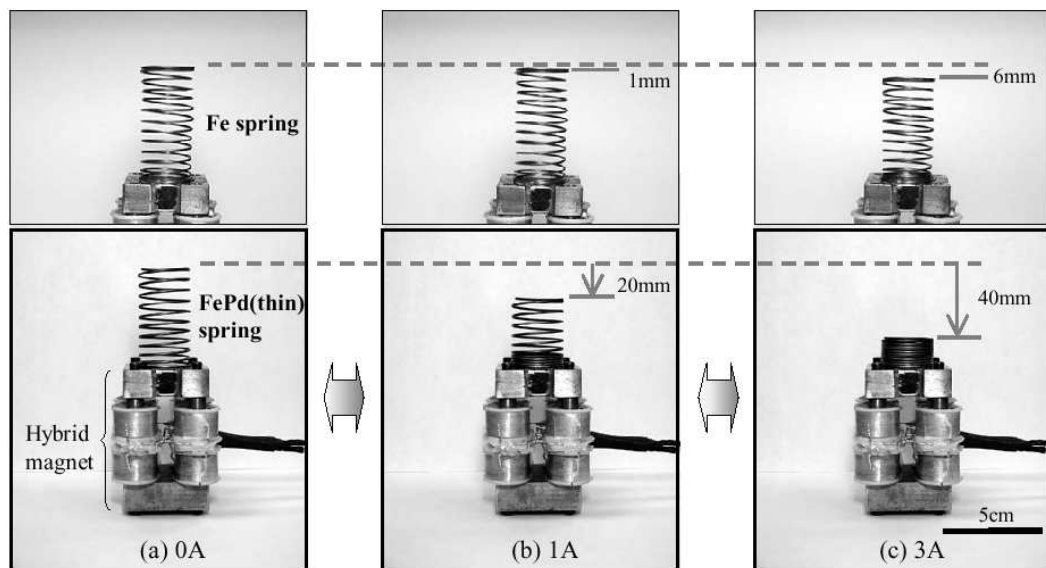 Fe spring
1mm
6mm
FePd(thin)
spring
20mm
40mm
Hybrid
magnet
5cm
(a) 0A
(b) 1A
(c) 3A